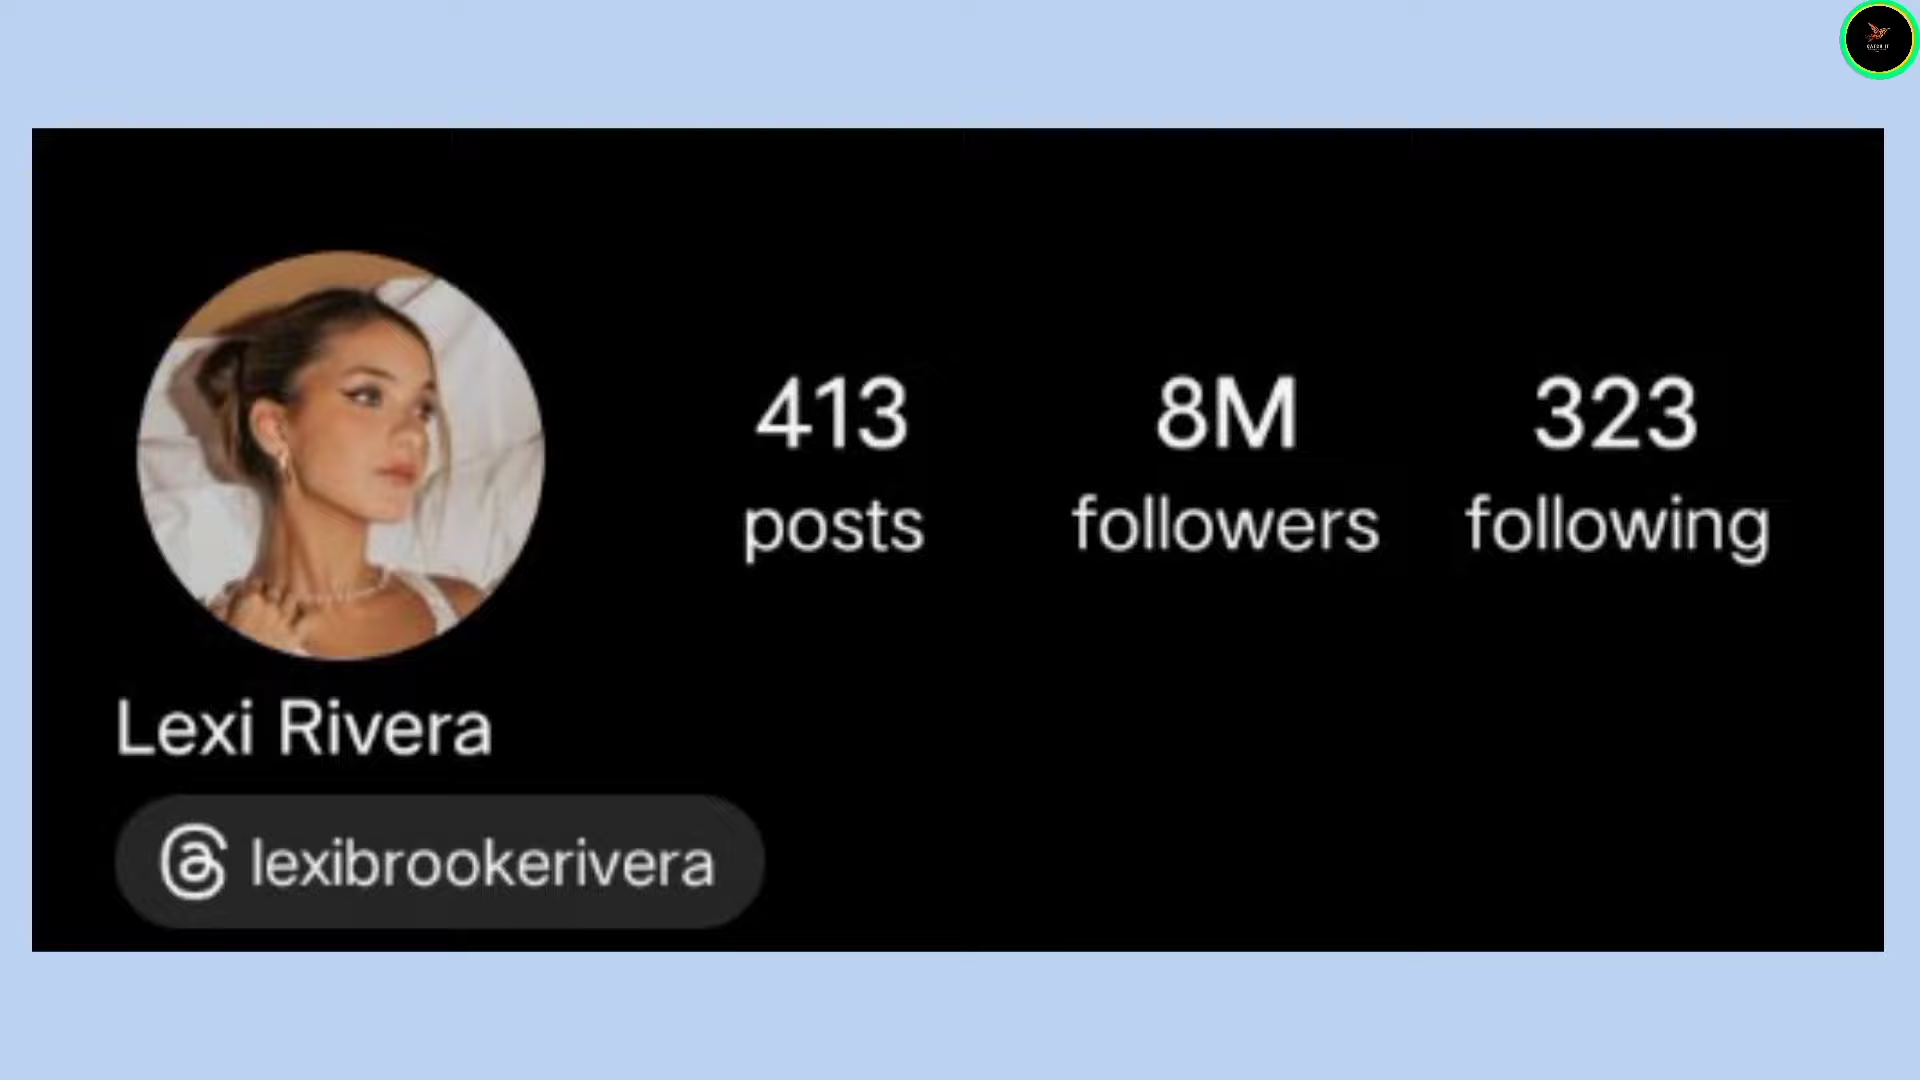 413 8M 323
posts followers following
Lexi Rivera
lexibrookerivera